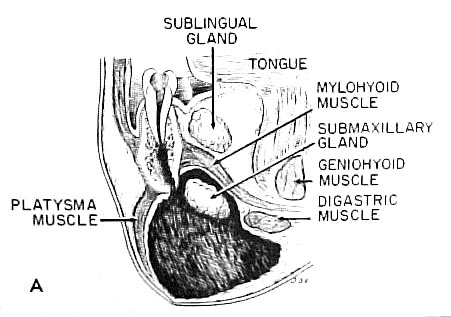 SUBLINGUAL
GLAND
TONGUE
MYLOHYOID
MUSCLE
SUBMAXILLARY
GLAND
GENIOHYOID
MUSCLE
DIGASTRIC
MUSCLE
PLATYSMA
MUSCLE
A